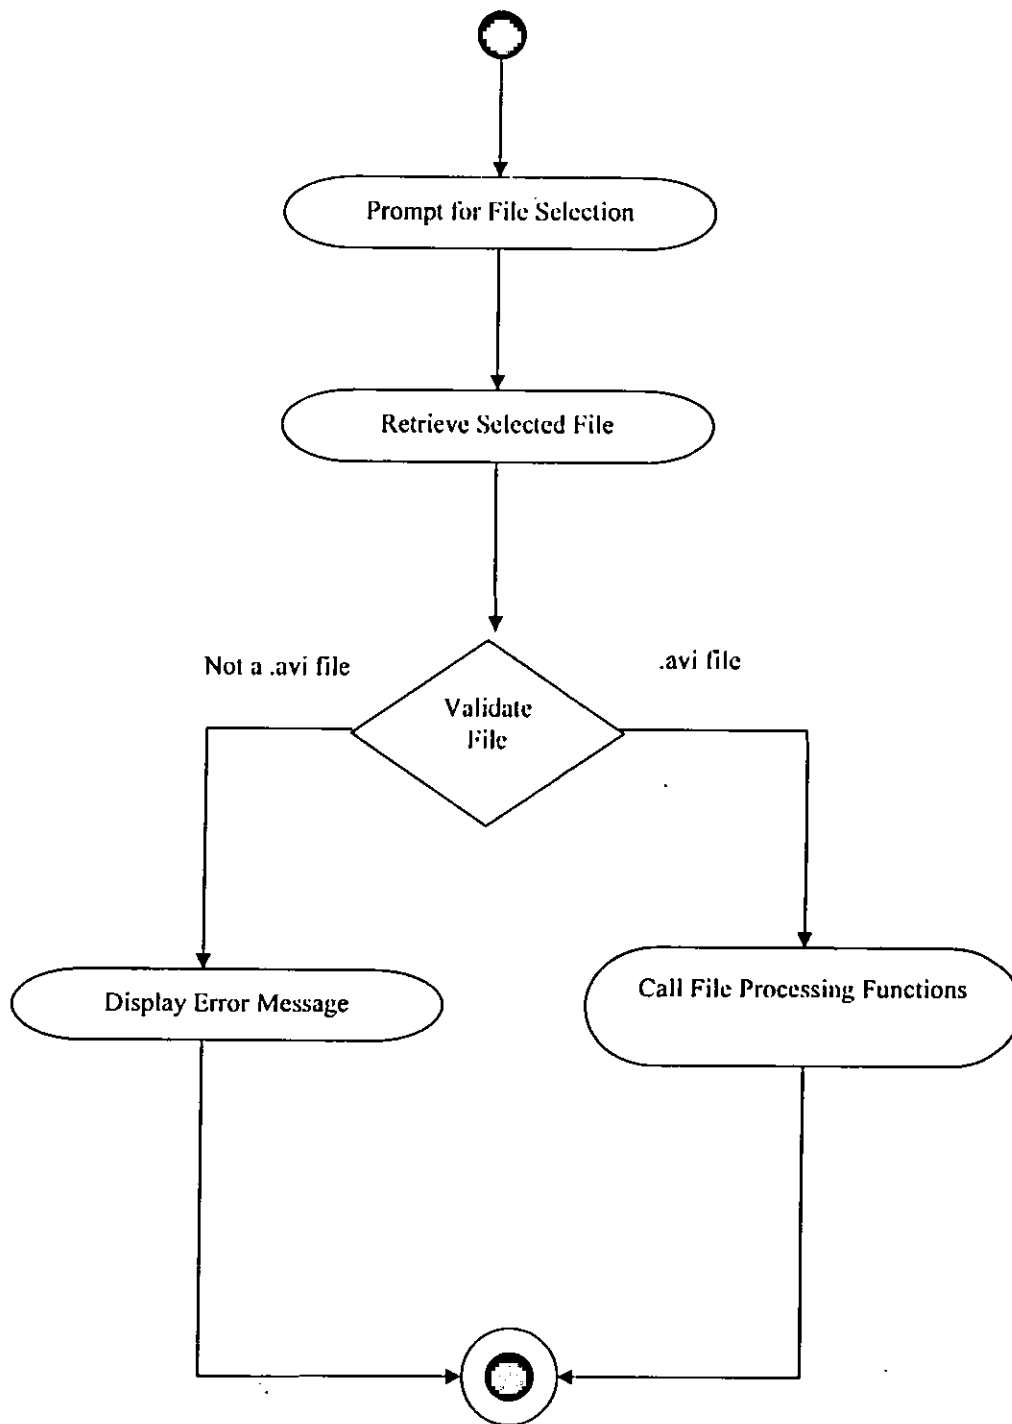 Prompt for File Selection
Retrieve Selected File
Not a .avi file
.avi file
Validate
File
Display Error Message
Call File Processing Functions